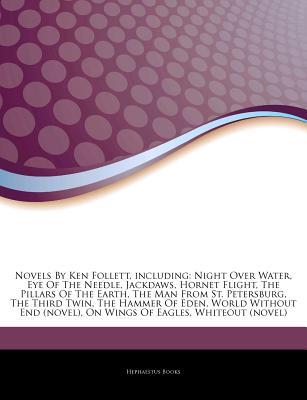 Novels By Ken Follett, including: Night Over Water,
Eye Of The Needle, Jackdaws, Hornet Flight, The
Pillars Of The Earth, The Man From St. Petersburg,
The Third Twin, The Hammer Of Eden, World Without
End (novel), On Wings Of Eagles, Whiteout (novel)
Hephaestus Books